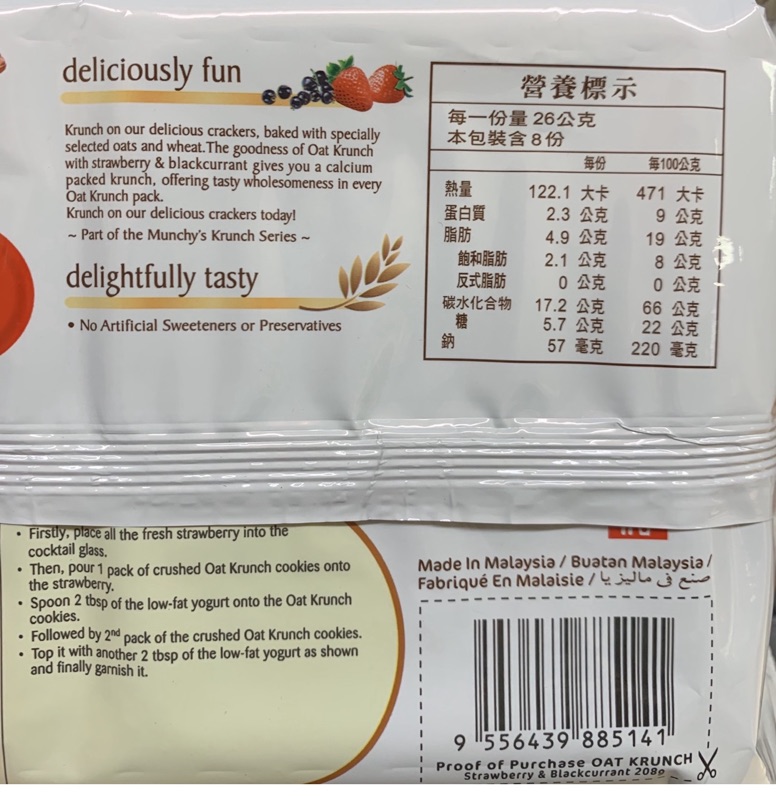 deliciously fun
Krunch on our delicious crackers, baked with specially
selected oats and wheat.The goodness of Oat Krunch
with strawberry & blackcurrant gives you a calcium
packed krunch, offering tasty wholesomeness in every
Oat Krunch pack.
Krunch on our delicious crackers today!
~ Part of the Munchy's Krunch Series ~
delightfully tasty
• No Artificial Sweeteners or Preservatives
營養標示
每一份量 26公克
本包裝含 8 份
每份 每100公克
熱量 122.1 大卡 471 大卡
蛋白質 2.3 公克 9 公克
脂肪 4.9 公克 19 公克
飽和脂肪 2.1 公克 8 公克
反式脂肪 0 公克 0 公克
碳水化合物 17.2 公克 66 公克
糖 5.7 公克 22 公克
鈉 57 毫克 220 毫克
• Firstly, place all the fresh strawberry into the
cocktail glass.
• Then, pour 1 pack of crushed Oat Krunch cookies onto
the strawberry.
• Spoon 2 tbsp of the low-fat yogurt onto the Oat Krunch
cookies.
• Followed by 2nd pack of the crushed Oat Krunch cookies.
• Top it with another 2 tbsp of the low-fat yogurt as shown
and finally garnish it.
Made In Malaysia / Buatan Malaysia /
Fabriqué En Malaisie / صنع في ماليزيا
9 556439 885141
Proof of Purchase OAT KRUNCH
Strawberry & Blackcurrant 208g